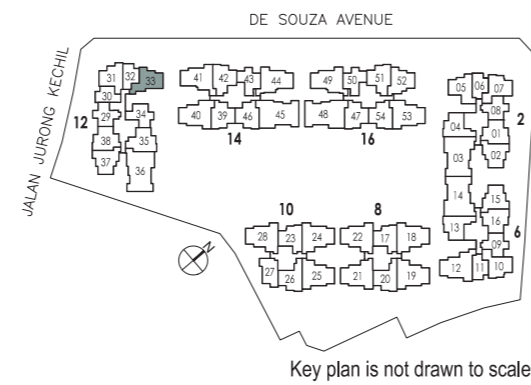 DE SOUZA AVENUE
JALAN JURONG KECHIL
31 32 33
30
29 34
38 35
37 36
12
41 42 43 44
40 39 46 45
14
49 50 51 52
48 47 54 53
16
05 06 07
08
04 01
03 02
2
14 15
13 16
09
12 11 10
6
10
28 23 24
27 26 25
8
22 17 18
21 20 19
N
Key plan is not drawn to scale